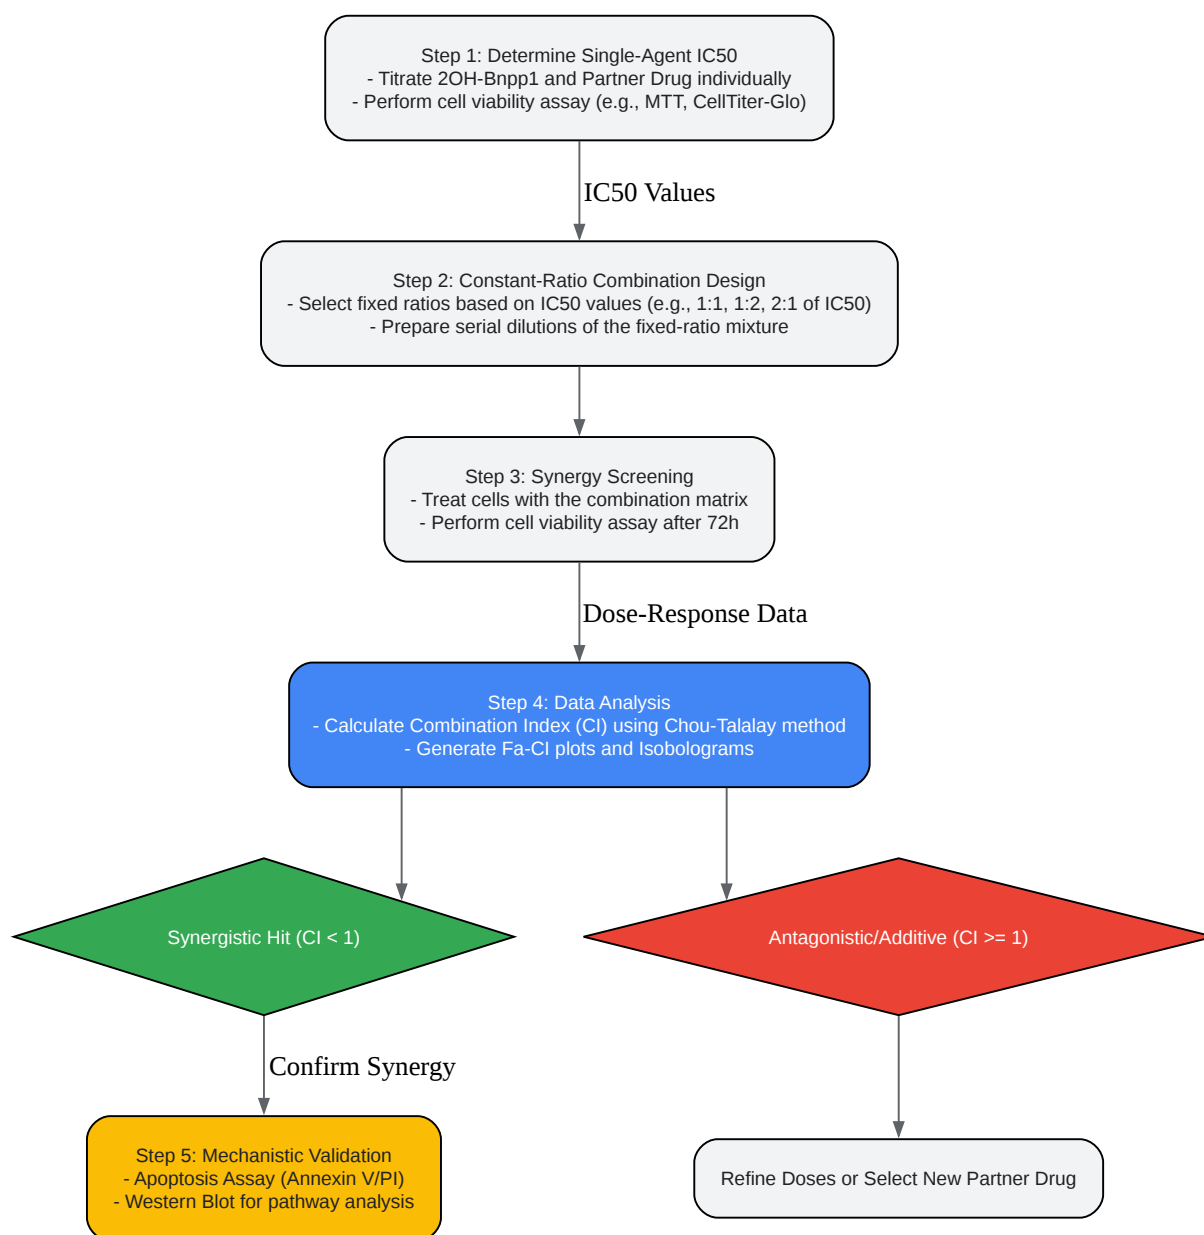 Step 1: Determine Single-Agent IC50
- Titrate 2OH-Bnpp1 and Partner Drug individually
- Perform cell viability assay (e.g., MTT, CellTiter-Glo)
IC50 Values
Step 2: Constant-Ratio Combination Design
- Select fixed ratios based on IC50 values (e.g., 1:1, 1:2, 2:1 of IC50)
- Prepare serial dilutions of the fixed-ratio mixture
Step 3: Synergy Screening
- Treat cells with the combination matrix
- Perform cell viability assay after 72h
Dose-Response Data
Step 4: Data Analysis
- Calculate Combination Index (CI) using Chou-Talalay method
- Generate Fa-CI plots and Isobolograms
Synergistic Hit (CI < 1)
Antagonistic/Additive (CI >= 1)
Confirm Synergy
Step 5: Mechanistic Validation
- Apoptosis Assay (Annexin V/PI)
- Western Blot for pathway analysis
Refine Doses or Select New Partner Drug